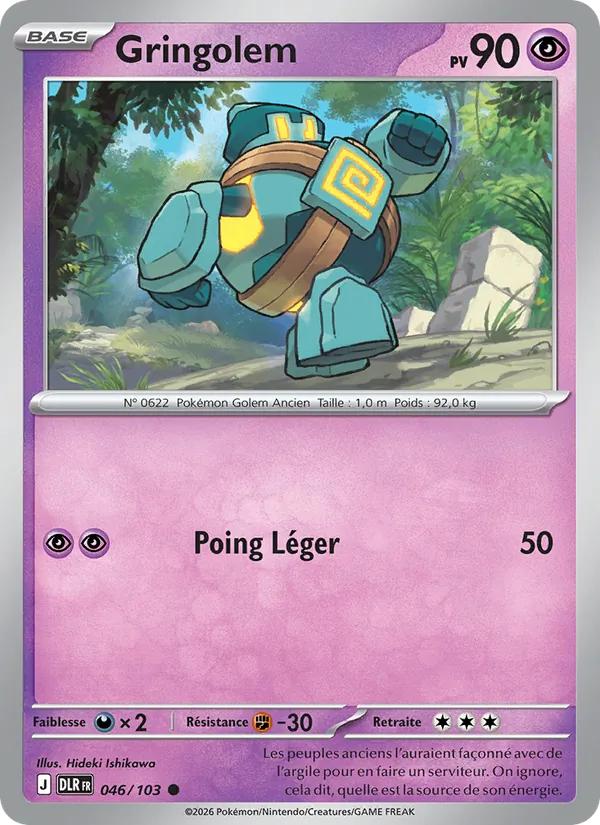 BASE Gringolem PV 90
N° 0622 Pokémon Golem Ancien Taille : 1,0 m Poids : 92,0 kg
Poing Léger 50
Faiblesse ×2 Résistance -30 Retraite
Illus. Hideki Ishikawa
Les peuples anciens l'auraient façonné avec de
l'argile pour en faire un serviteur. On ignore,
cela dit, quelle est la source de son énergie.
J DLR FR 046/103
©2026 Pokémon/Nintendo/Creatures/GAME FREAK